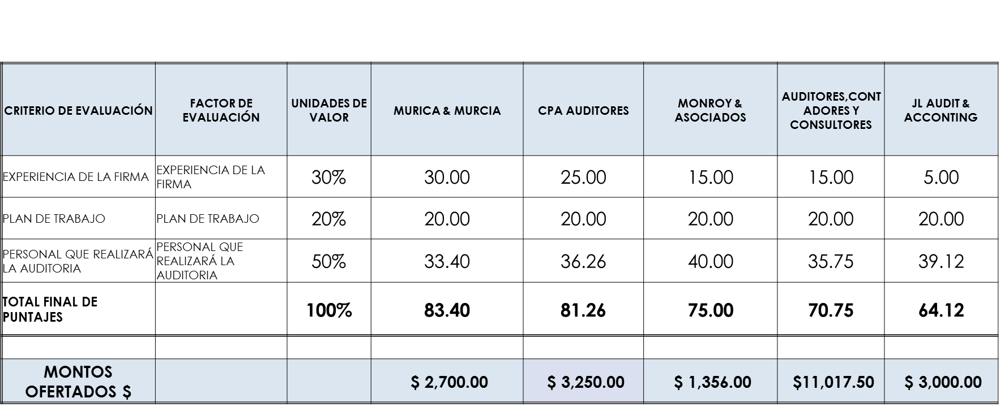 CRITERIO DE EVALUACIÓN
FACTOR DE
EVALUACIÓN
UNIDADES DE
VALOR
MURICA & MURCIA
CPA AUDITORES
MONROY &
ASOCIADOS
AUDITORES,CONT
ADORES Y
CONSULTORES
JL AUDIT &
ACCONTING
EXPERIENCIA DE LA FIRMA
EXPERIENCIA DE LA
FIRMA
30%
30.00
25.00
15.00
15.00
5.00
PLAN DE TRABAJO
PLAN DE TRABAJO
20%
20.00
20.00
20.00
20.00
20.00
PERSONAL QUE REALIZARÁ
LA AUDITORIA
PERSONAL QUE
REALIZARÁ LA
AUDITORIA
50%
33.40
36.26
40.00
35.75
39.12
TOTAL FINAL DE
PUNTAJES
100%
83.40
81.26
75.00
70.75
64.12
MONTOS
OFERTADOS $
$ 2,700.00
$ 3,250.00
$ 1,356.00
$11,017.50
$ 3,000.00